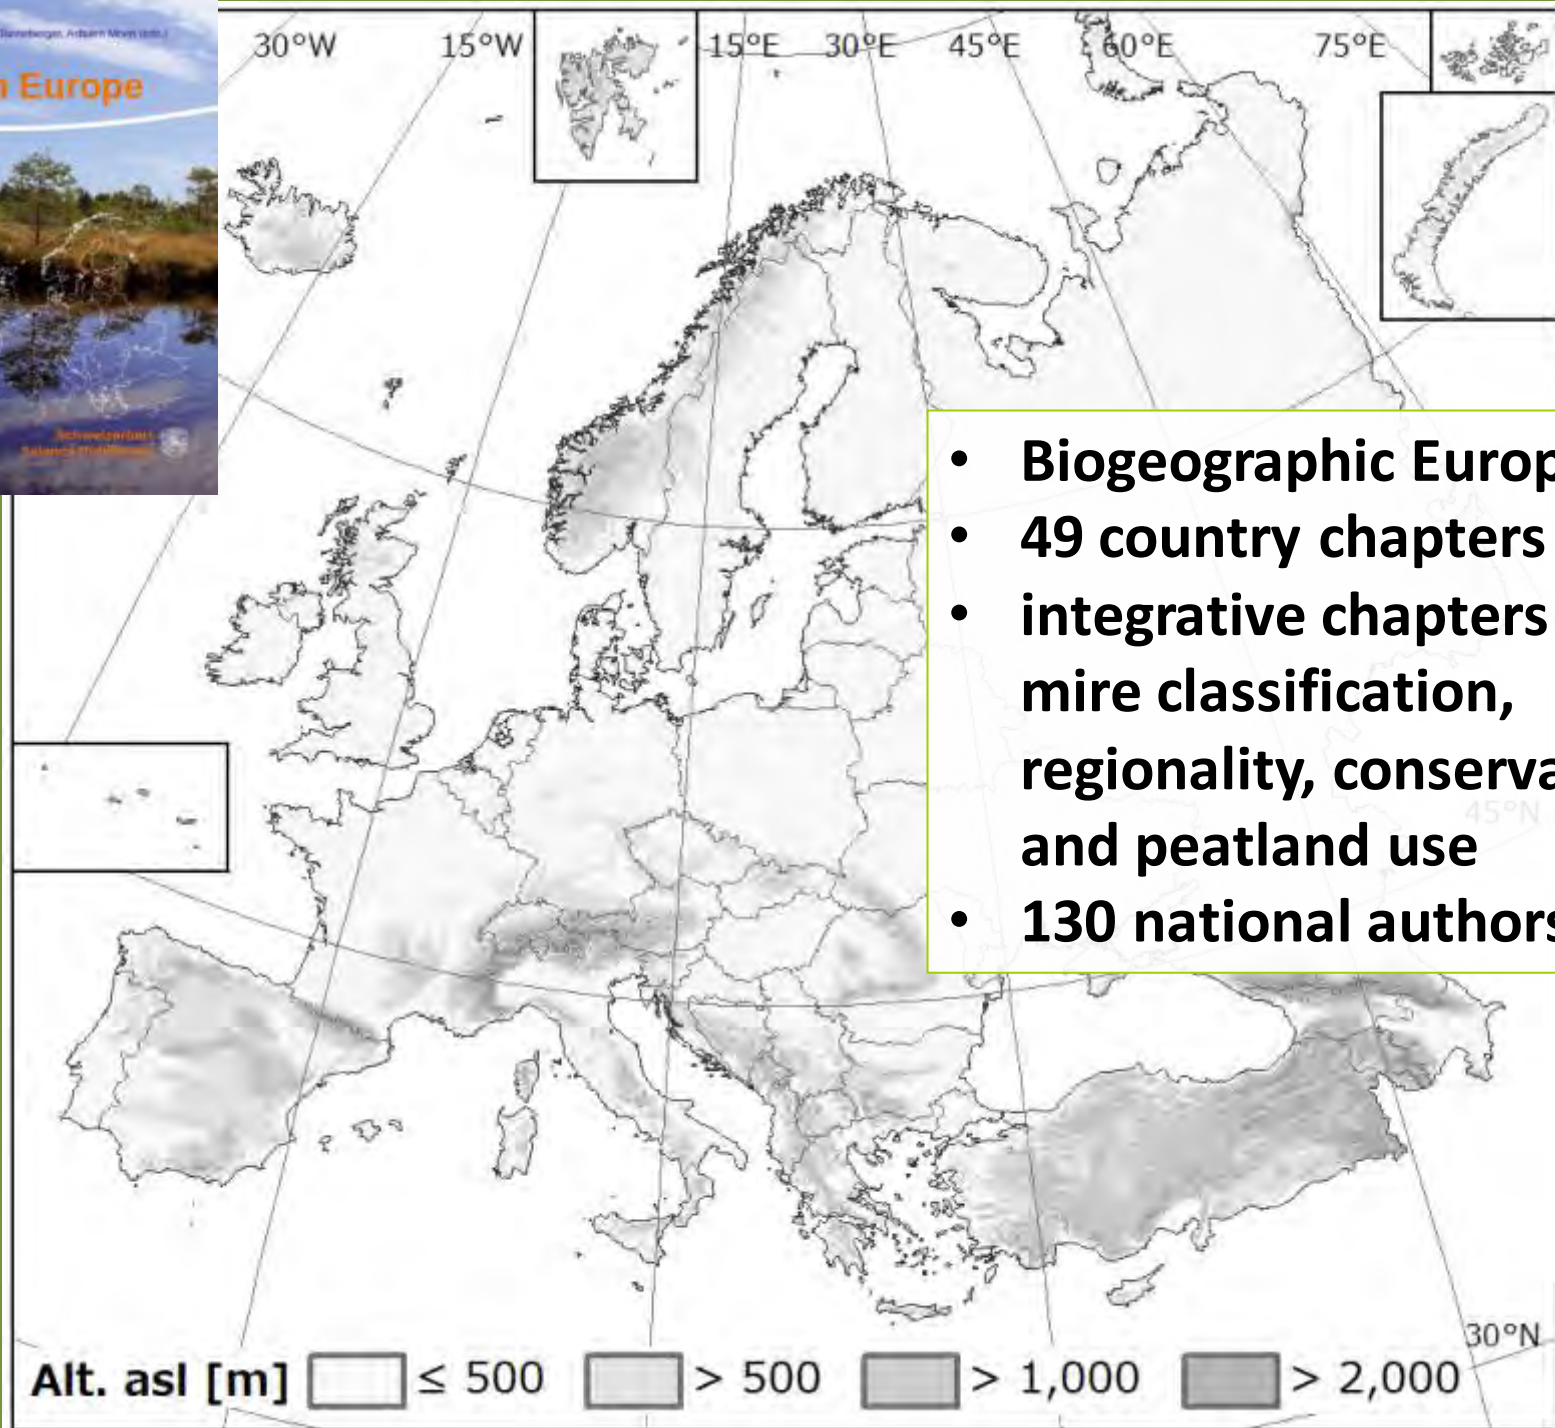 n Europe
30°W 15°W 15°E 30°E 45°E 60°E 75°E
• Biogeographic Europ
• 49 country chapters
• integrative chapters
mire classification,
regionality, conserva
45°N
and peatland use
• 130 national authors
30°N
Alt. asl [m] ≤ 500 > 500 > 1,000 > 2,000